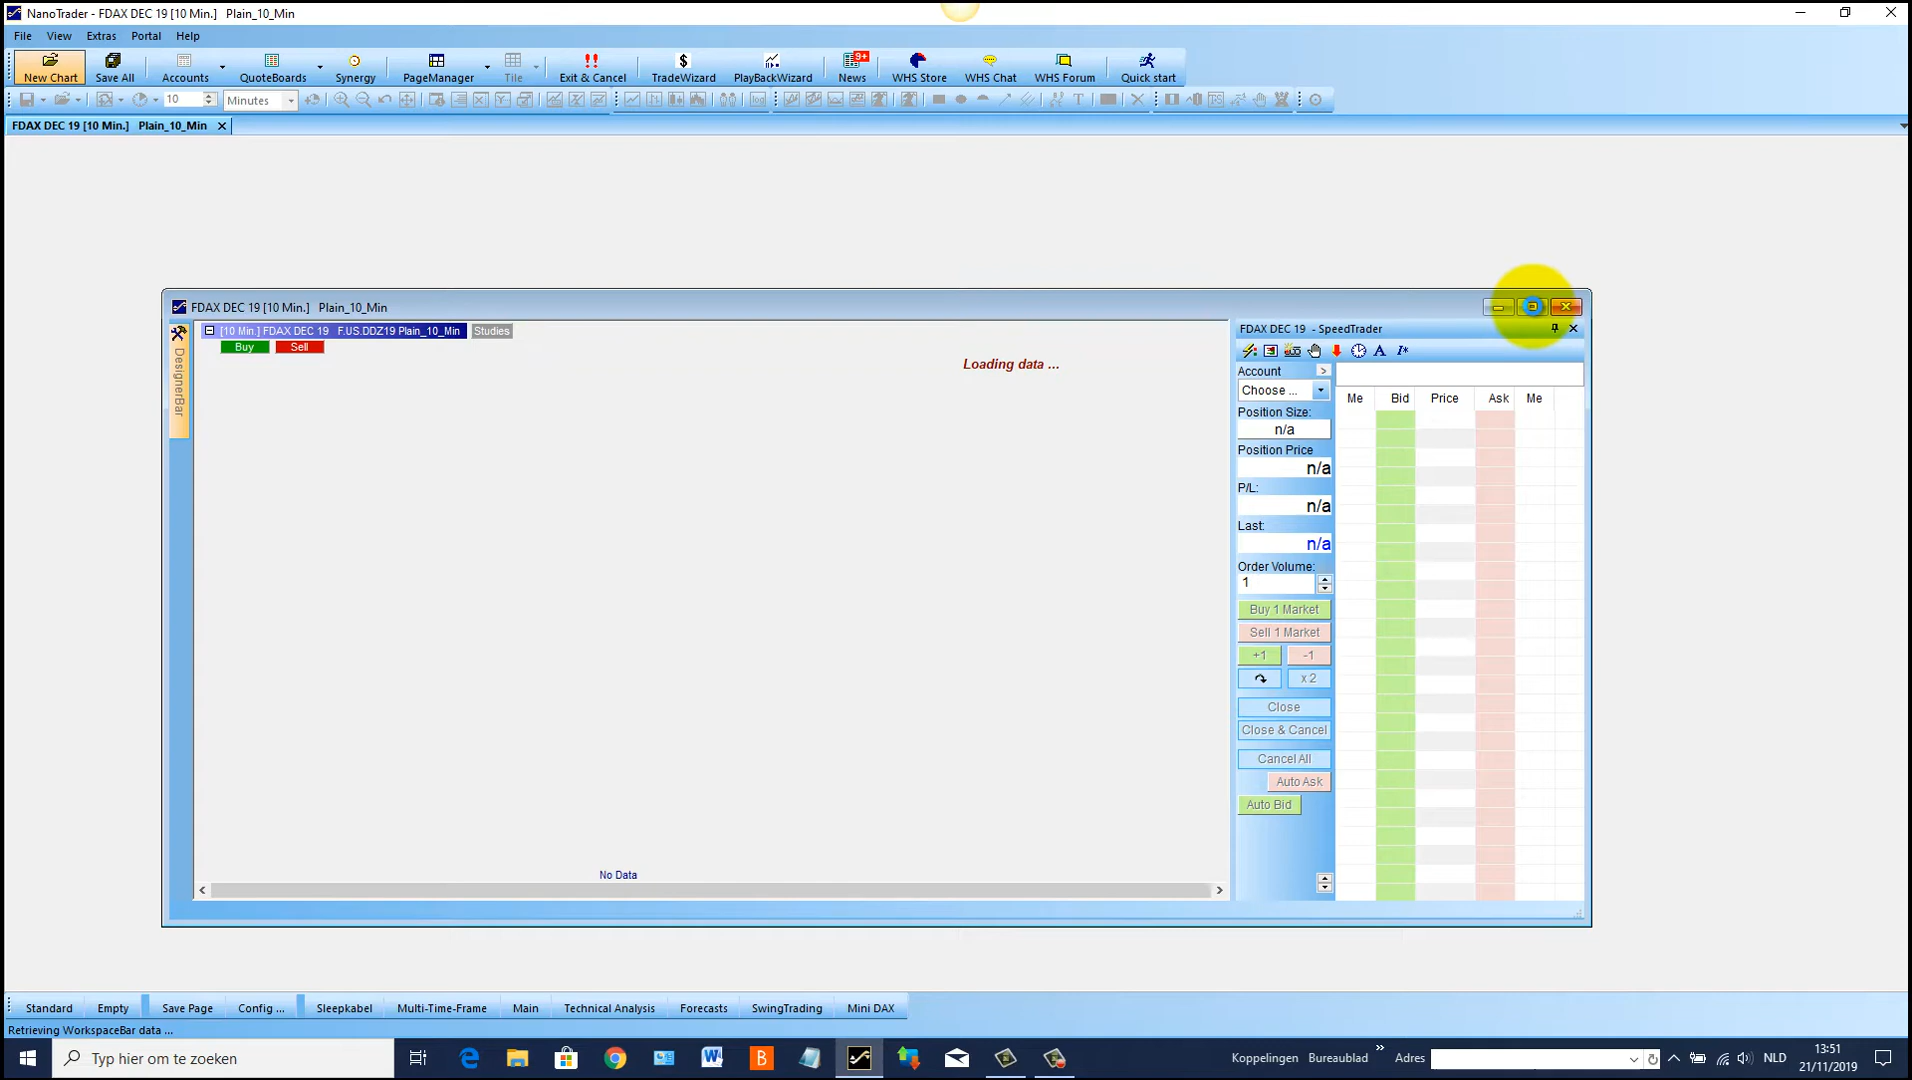 NanoTrader - FDAX DEC 19 [10 Min.] Plain_10_Min
File View Extras Portal Help
New Chart Save All Accounts QuoteBoards Synergy PageManager Tile Exit & Cancel TradeWizard PlayBackWizard News 9+ WHS Store WHS Chat WHS Forum Quick start
10 Minutes
FDAX DEC 19 [10 Min.] Plain_10_Min
FDAX DEC 19 [10 Min.] Plain_10_Min
[10 Min.] FDAX DEC 19 F.US.DDZ19 Plain_10_Min Studies
Buy Sell
DesignerBar
Loading data ...
No Data
FDAX DEC 19 - SpeedTrader
Account >
Choose ...
Position Size:
n/a
Position Price
n/a
P/L:
n/a
Last:
n/a
Order Volume:
1
Buy 1 Market
Sell 1 Market
+1 -1
x 2
Close
Close & Cancel
Cancel All
Auto Ask
Auto Bid
Me Bid Price Ask Me
Standard Empty Save Page Config ... Sleepkabel Multi-Time-Frame Main Technical Analysis Forecasts SwingTrading Mini DAX
Retrieving WorkspaceBar data ...
Typ hier om te zoeken
Koppelingen Bureaublad » Adres NLD
13:51
21/11/2019